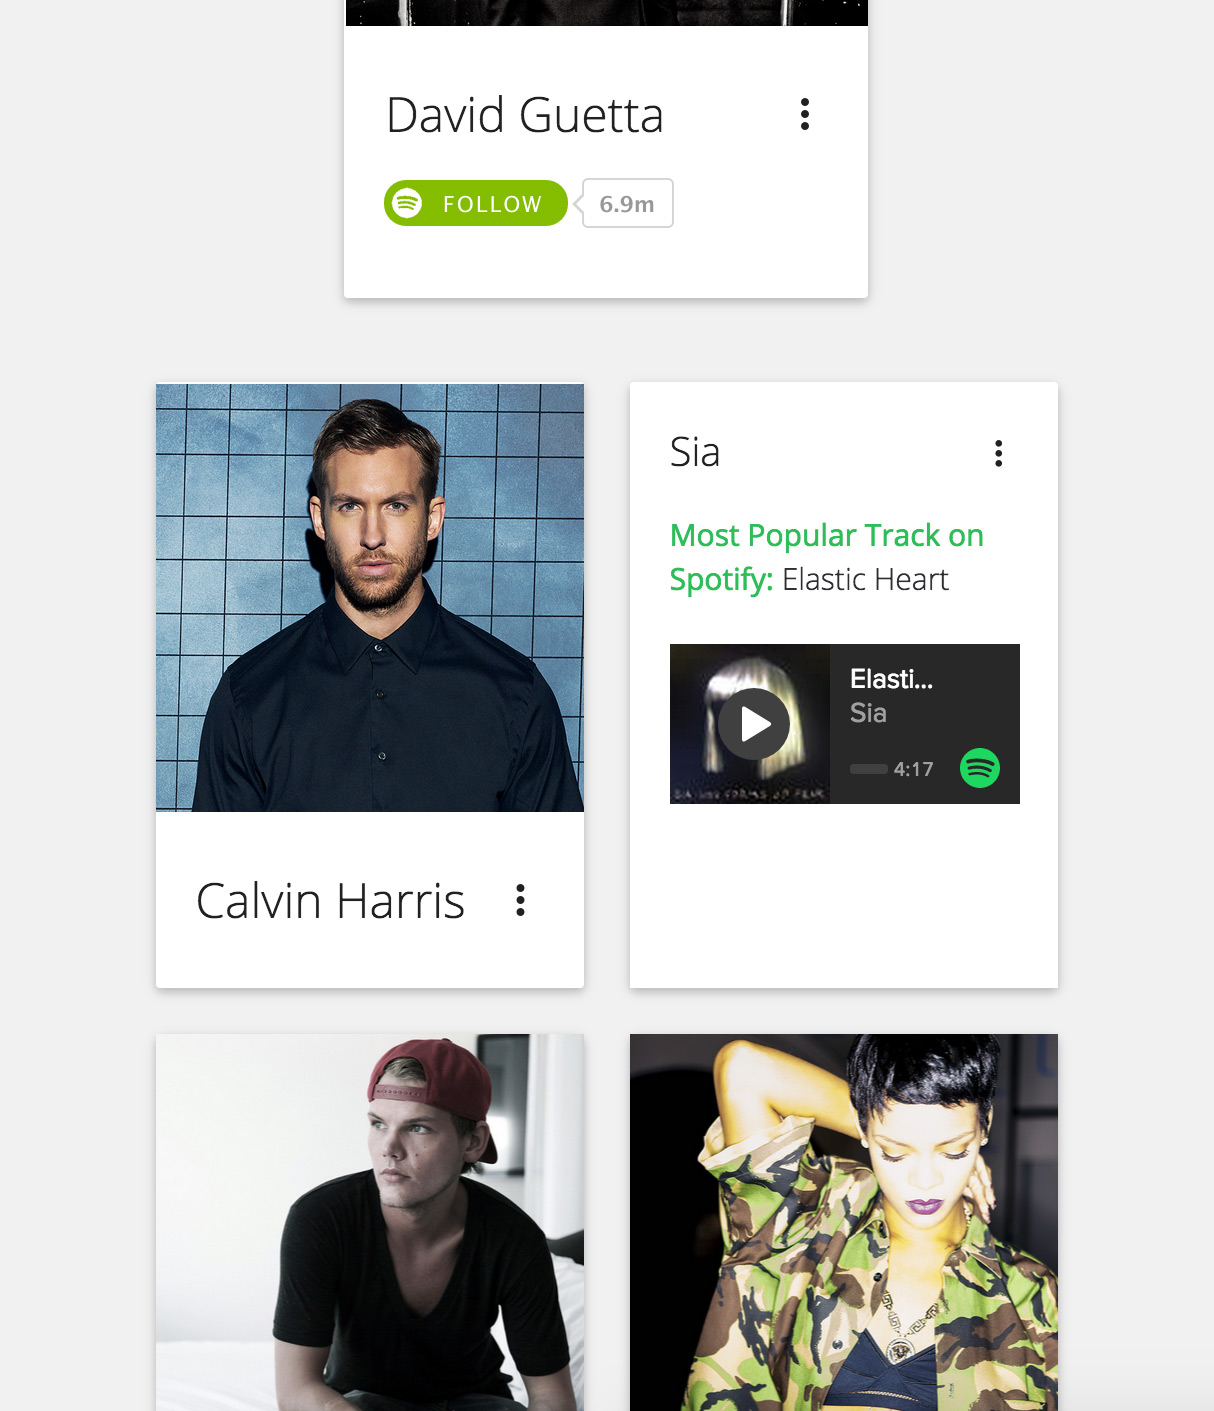 David Guetta
FOLLOW
6.9m
Sia
Most Popular Track on
Spotify: Elastic Heart
Elasti...
Sia
4:17
Calvin Harris